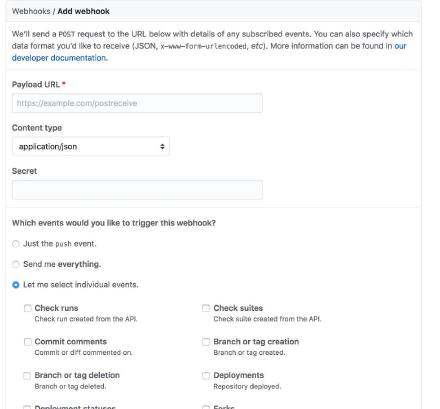 Webhooks / Add webhook
We'll send a POST request to the URL below with details of any subscribed events. You can also specify which
data format you'd like to receive (JSON, x-www-form-urlencoded, etc). More information can be found in our
developer documentation.
Payload URL *
https://example.com/postreceive
Content type
application/json
Secret
Which events would you like to trigger this webhook?
Just the push event.
Send me everything.
Let me select individual events.
Check runs
Check run created from the API.
Check suites
Check suite created from the API.
Commit comments
Commit or diff commented on.
Branch or tag creation
Branch or tag created.
Branch or tag deletion
Branch or tag deleted.
Deployments
Repository deployed.
Deployment statuses
Forks